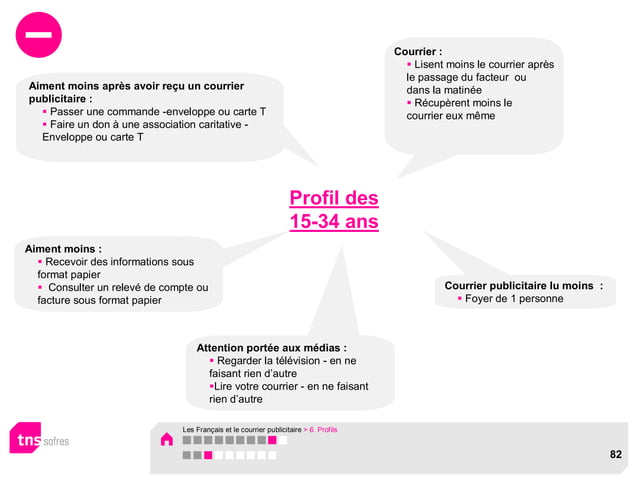 Courrier :
▪ Lisent moins le courrier après
le passage du facteur ou
dans la matinée
▪ Récupèrent moins le
courrier eux même
Aiment moins après avoir reçu un courrier
publicitaire :
▪ Passer une commande -enveloppe ou carte T
▪ Faire un don à une association caritative -
Enveloppe ou carte T
Profil des
15-34 ans
Aiment moins :
▪ Recevoir des informations sous
format papier
▪ Consulter un relevé de compte ou
facture sous format papier
Courrier publicitaire lu moins :
▪ Foyer de 1 personne
Attention portée aux médias :
▪ Regarder la télévision - en ne
faisant rien d’autre
▪Lire votre courrier - en ne faisant
rien d’autre
Les Français et le courrier publicitaire > 6. Profils
tns sofres
82